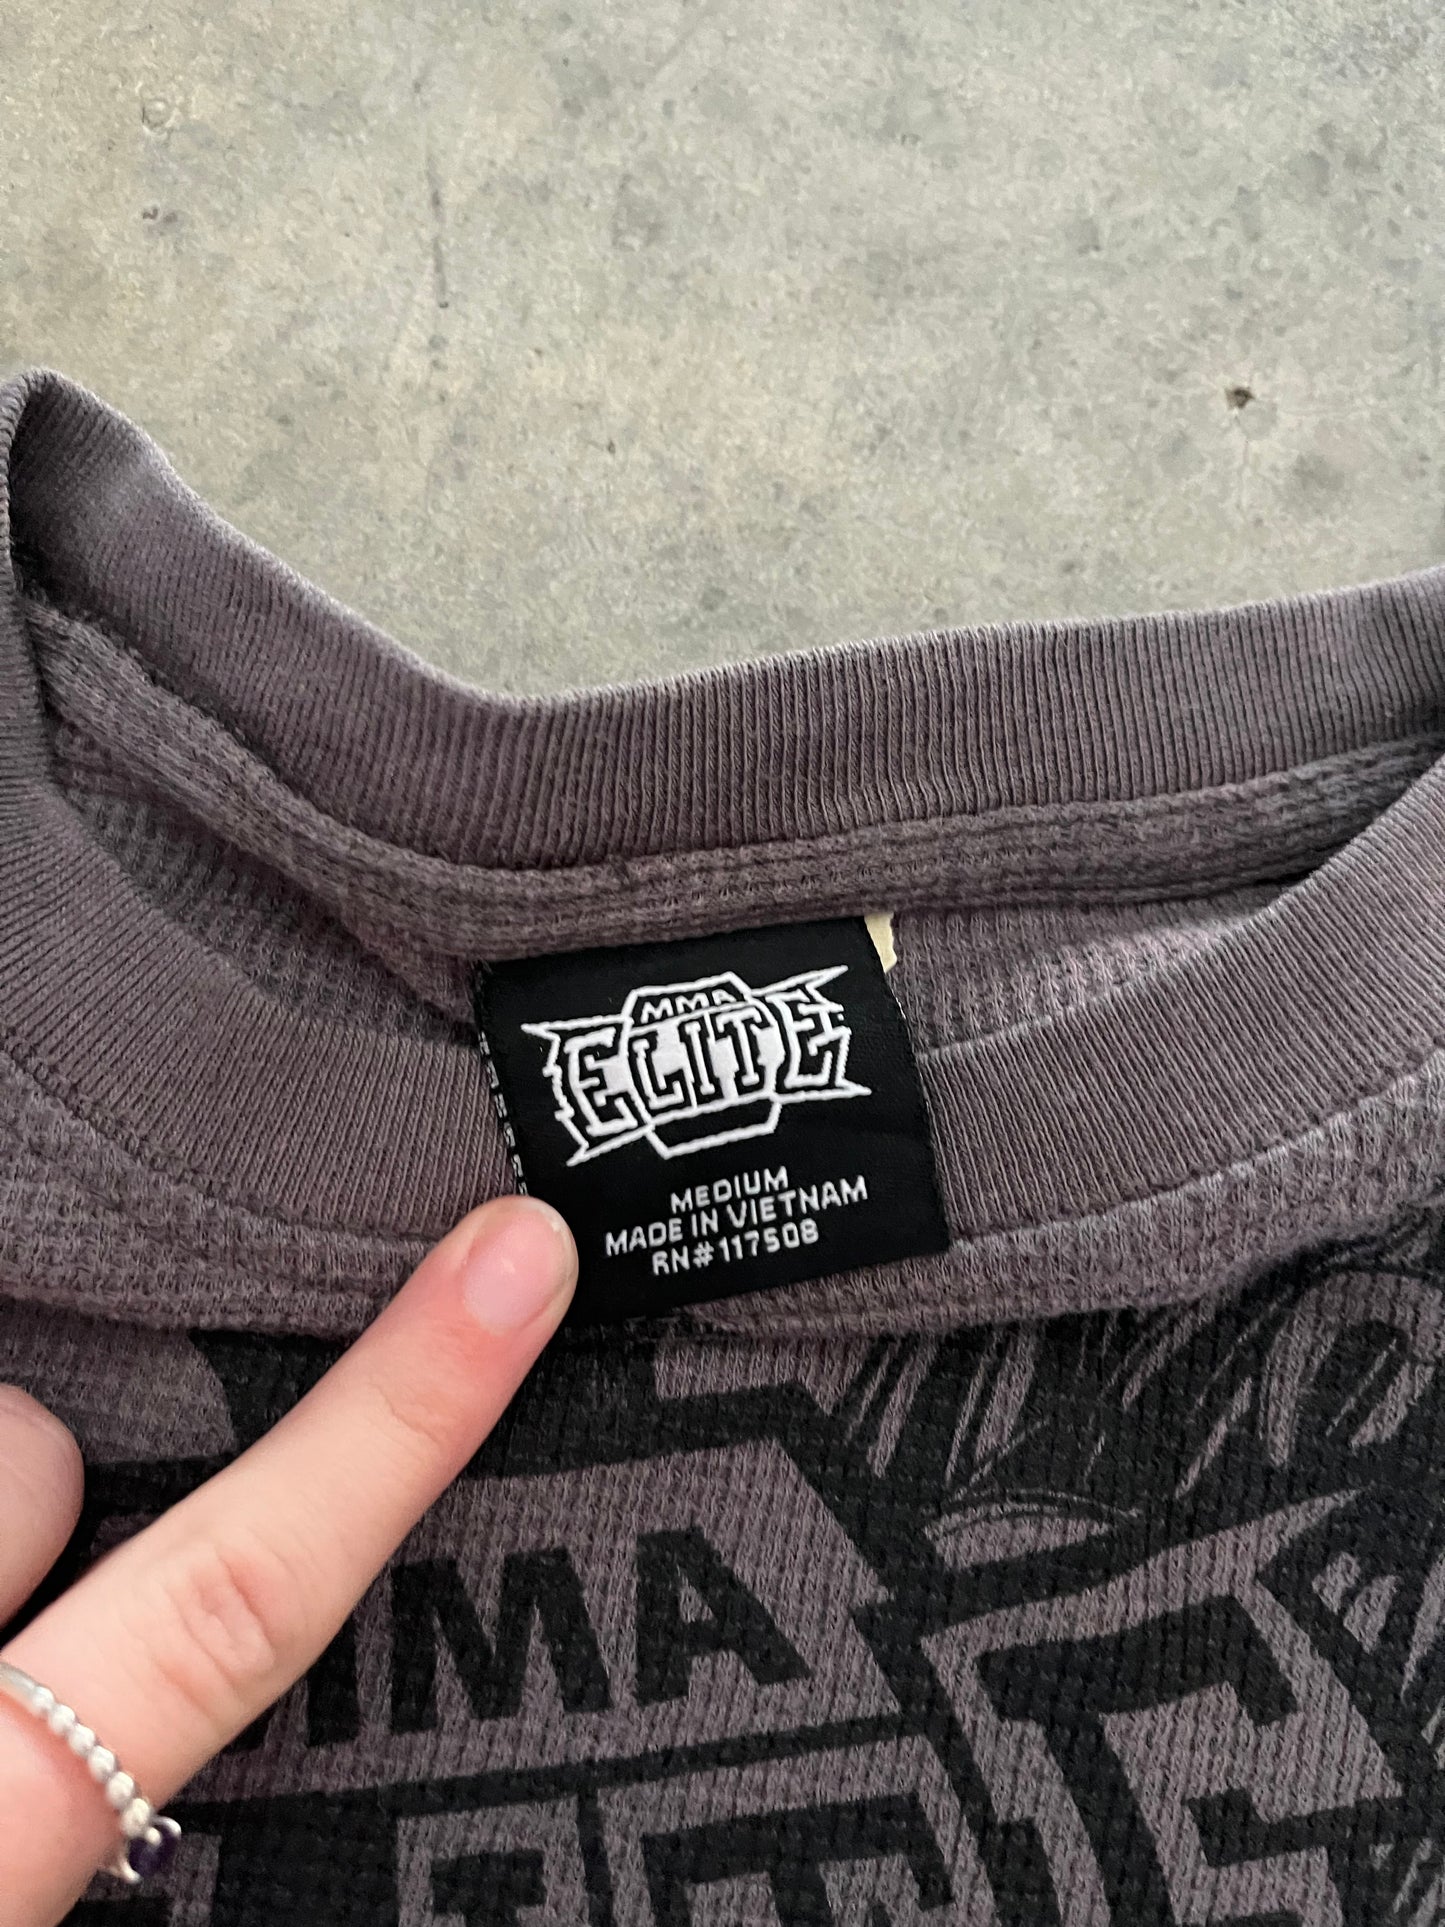 MMA
ELITE
MEDIUM
MADE IN VIETNAM
RN# 117508
MMA